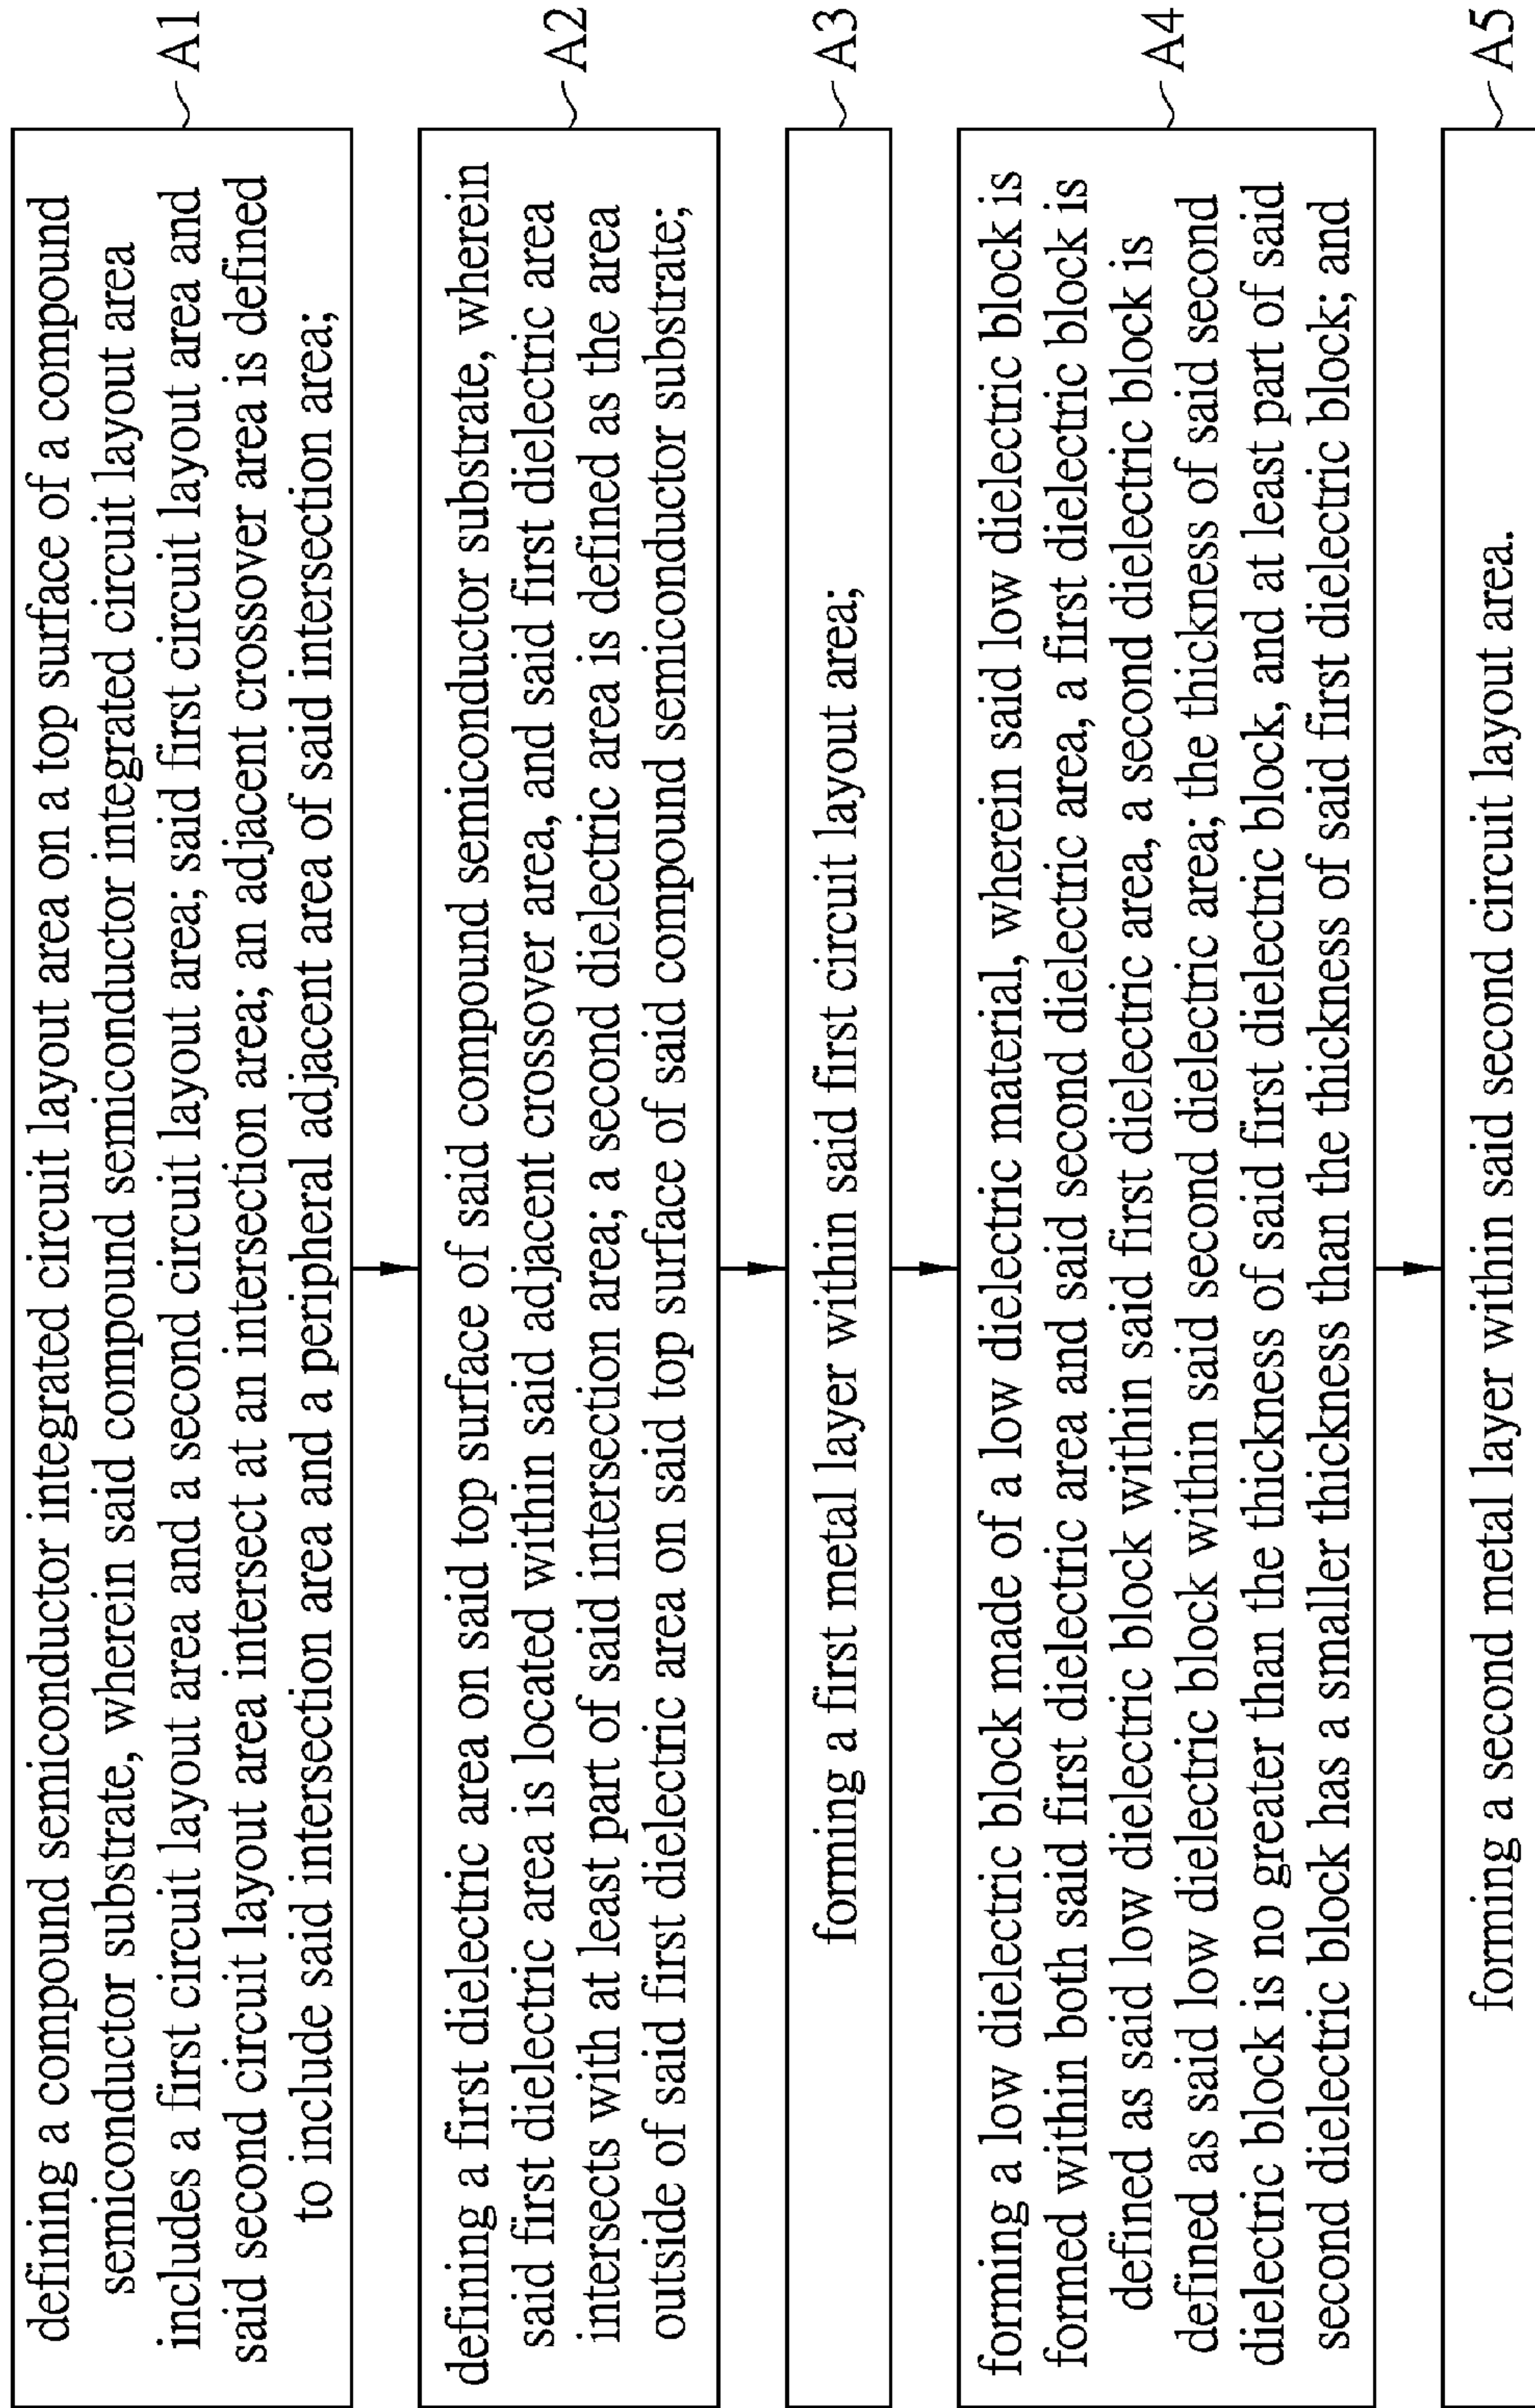 defining a compound semiconductor integrated circuit layout area on a top surface of a compound
semiconductor substrate, wherein said compound semiconductor integrated circuit layout area
includes a first circuit layout area and a second circuit layout area; said first circuit layout area and
said second circuit layout area intersect at an intersection area; an adjacent crossover area is defined
to include said intersection area and a peripheral adjacent area of said intersection area;
A1
defining a first dielectric area on said top surface of said compound semiconductor substrate, wherein
said first dielectric area is located within said adjacent crossover area, and said first dielectric area
intersects with at least part of said intersection area; a second dielectric area is defined as the area
outside of said first dielectric area on said top surface of said compound semiconductor substrate;
A2
forming a first metal layer within said first circuit layout area;
A3
forming a low dielectric block made of a low dielectric material, wherein said low dielectric block is
formed within both said first dielectric area and said second dielectric area, a first dielectric block is
defined as said low dielectric block within said first dielectric area, a second dielectric block is
defined as said low dielectric block within said second dielectric area; the thickness of said second
dielectric block is no greater than the thickness of said first dielectric block, and at least part of said
second dielectric block has a smaller thickness than the thickness of said first dielectric block; and
A4
forming a second metal layer within said second circuit layout area.
A5